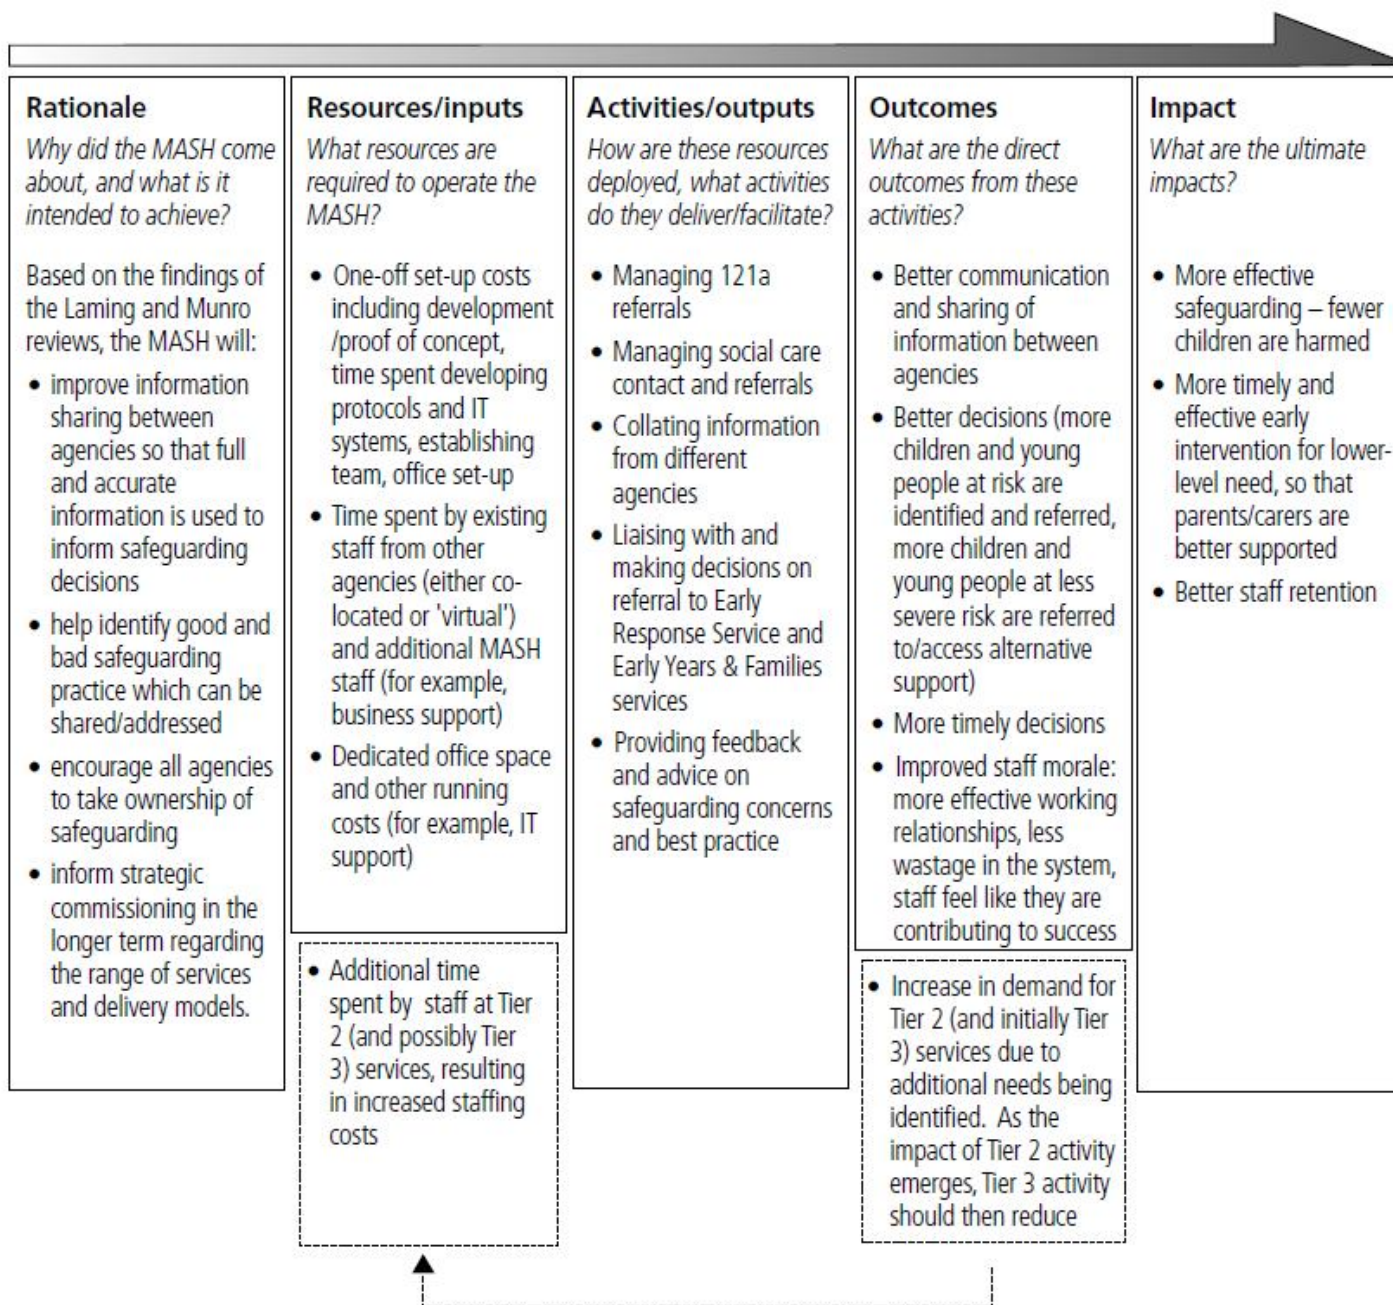 Rationale
Why did the MASH come
about, and what is it
intended to achieve?
Based on the findings of
the Laming and Munro
reviews, the MASH will:
• improve information
sharing between
agencies so that full
and accurate
information is used to
inform safeguarding
decisions
• help identify good and
bad safeguarding
practice which can be
shared/addressed
• encourage all agencies
to take ownership of
safeguarding
• inform strategic
commissioning in the
longer term regarding
the range of services
and delivery models.
Resources/inputs
What resources are
required to operate the
MASH?
• One-off set-up costs
including development
/proof of concept,
time spent developing
protocols and IT
systems, establishing
team, office set-up
• Time spent by existing
staff from other
agencies (either co-
located or 'virtual')
and additional MASH
staff (for example,
business support)
• Dedicated office space
and other running
costs (for example, IT
support)
• Additional time
spent by staff at Tier
2 (and possibly Tier
3) services, resulting
in increased staffing
costs
Activities/outputs
How are these resources
deployed, what activities
do they deliver/facilitate?
• Managing 121a
referrals
• Managing social care
contact and referrals
• Collating information
from different
agencies
• Liaising with and
making decisions on
referral to Early
Response Service and
Early Years & Families
services
• Providing feedback
and advice on
safeguarding concerns
and best practice
Outcomes
What are the direct
outcomes from these
activities?
• Better communication
and sharing of
information between
agencies
• Better decisions (more
children and young
people at risk are
identified and referred,
more children and
young people at less
severe risk are referred
to/access alternative
support)
• More timely decisions
• Improved staff morale:
more effective working
relationships, less
wastage in the system,
staff feel like they are
contributing to success
• Increase in demand for
Tier 2 (and initially Tier
3) services due to
additional needs being
identified. As the
impact of Tier 2 activity
emerges, Tier 3 activity
should then reduce
Impact
What are the ultimate
impacts?
• More effective
safeguarding – fewer
children are harmed
• More timely and
effective early
intervention for lower-
level need, so that
parents/carers are
better supported
• Better staff retention